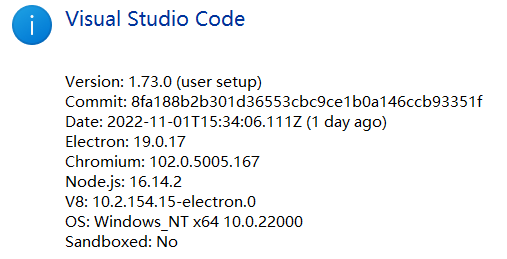 Visual Studio Code
Version: 1.73.0 (user setup)
Commit: 8fa188b2b301d36553cbc9ce1b0a146ccb93351f
Date: 2022-11-01T15:34:06.111Z (1 day ago)
Electron: 19.0.17
Chromium: 102.0.5005.167
Node.js: 16.14.2
V8: 10.2.154.15-electron.0
OS: Windows_NT x64 10.0.22000
Sandboxed: No